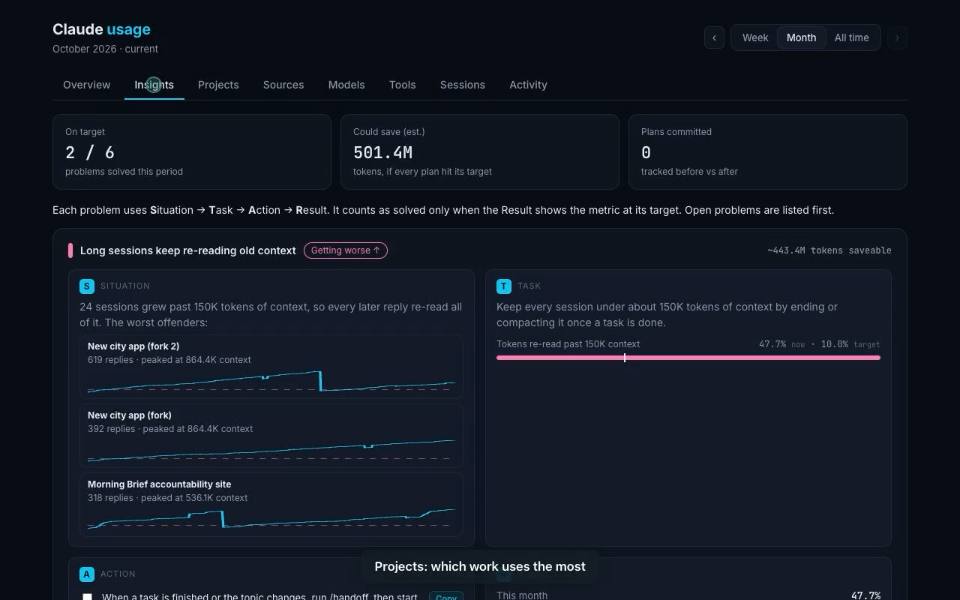 Claude usage
October 2026 · current
‹ Week Month All time ›
Overview Insights Projects Sources Models Tools Sessions Activity
On target
2 / 6
problems solved this period
Could save (est.)
501.4M
tokens, if every plan hit its target
Plans committed
0
tracked before vs after
Each problem uses Situation → Task → Action → Result. It counts as solved only when the Result shows the metric at its target. Open problems are listed first.
Long sessions keep re-reading old context Getting worse ↑ ~443.4M tokens saveable
S SITUATION
24 sessions grew past 150K tokens of context, so every later reply re-read all
of it. The worst offenders:
New city app (fork 2)
619 replies · peaked at 864.4K context
New city app (fork)
392 replies · peaked at 864.4K context
Morning Brief accountability site
318 replies · peaked at 536.1K context
T TASK
Keep every session under about 150K tokens of context by ending or
compacting it once a task is done.
Tokens re-read past 150K context 47.7% now · 10.0% target
A ACTION
When a task is finished or the topic changes, run /handoff, then start Copy
This month 47.7%
Projects: which work uses the most